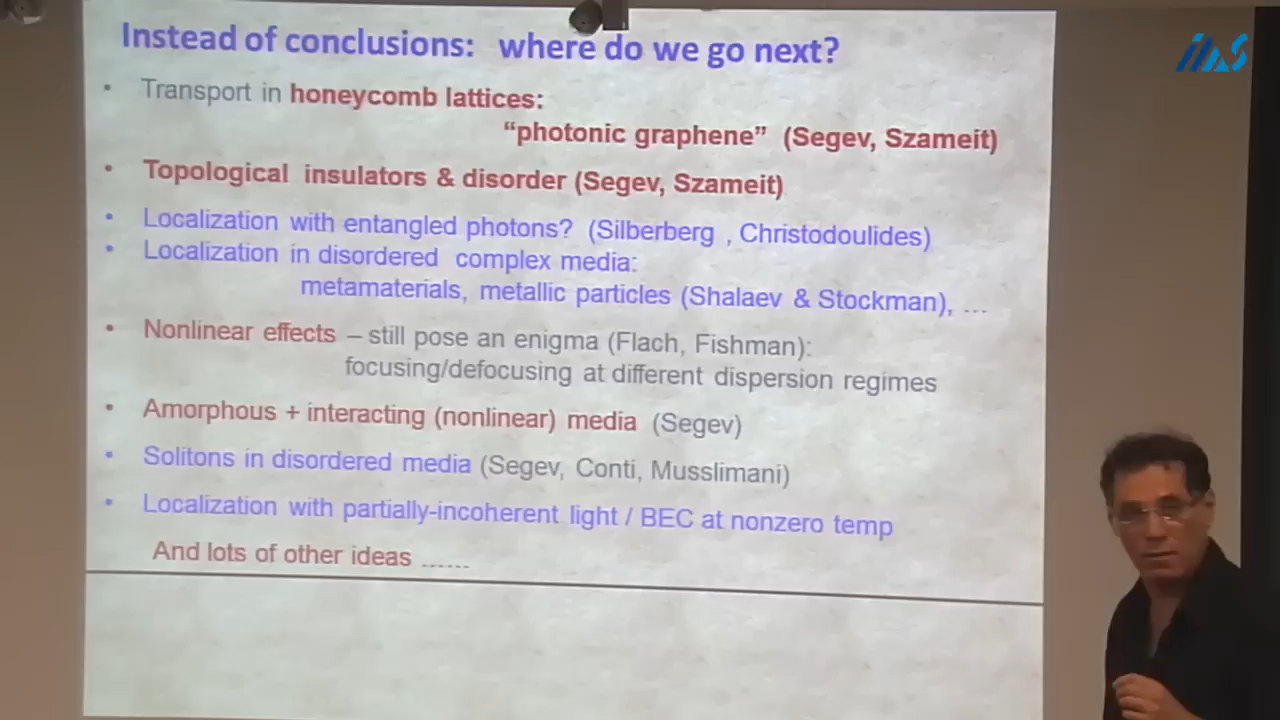 Instead of conclusions: where do we go next?
• Transport in honeycomb lattices:
“photonic graphene” (Segev, Szameit)
• Topological insulators & disorder (Segev, Szameit)
• Localization with entangled photons? (Silberberg , Christodoulides)
• Localization in disordered complex media:
metamaterials, metallic particles (Shalaev & Stockman), ...
• Nonlinear effects – still pose an enigma (Flach, Fishman):
focusing/defocusing at different dispersion regimes
• Amorphous + interacting (nonlinear) media (Segev)
• Solitons in disordered media (Segev, Conti, Musslimani)
• Localization with partially-incoherent light / BEC at nonzero temp
And lots of other ideas ......
ias